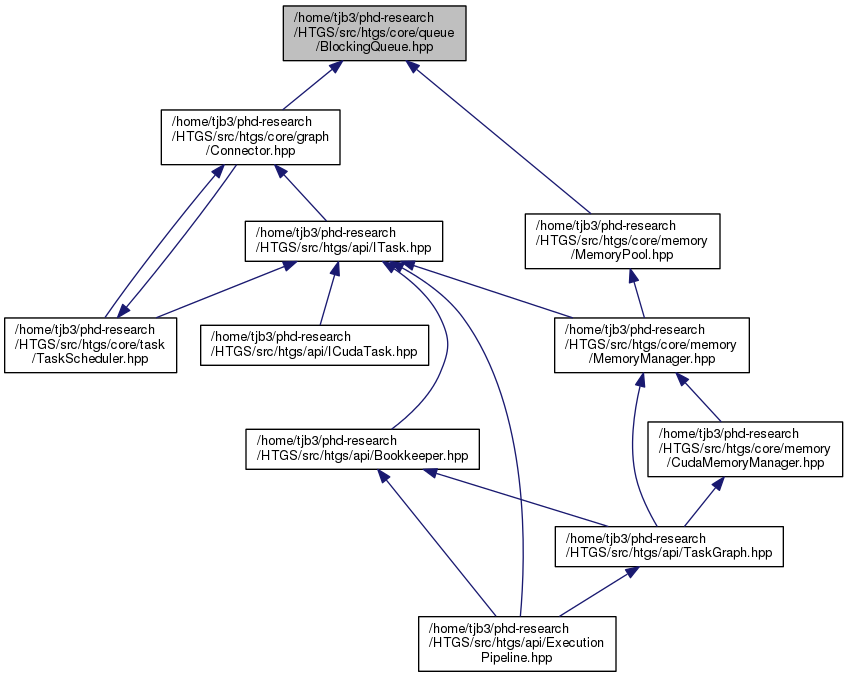 /home/tjb3/phd-research
/HTGS/src/htgs/core/queue
/BlockingQueue.hpp
/home/tjb3/phd-research
/HTGS/src/htgs/core/graph
/Connector.hpp
/home/tjb3/phd-research
/HTGS/src/htgs/api/ITask.hpp
/home/tjb3/phd-research
/HTGS/src/htgs/core/memory
/MemoryPool.hpp
/home/tjb3/phd-research
/HTGS/src/htgs/core/task
/TaskScheduler.hpp
/home/tjb3/phd-research
/HTGS/src/htgs/api/ICudaTask.hpp
/home/tjb3/phd-research
/HTGS/src/htgs/core/memory
/MemoryManager.hpp
/home/tjb3/phd-research
/HTGS/src/htgs/api/Bookkeeper.hpp
/home/tjb3/phd-research
/HTGS/src/htgs/core/memory
/CudaMemoryManager.hpp
/home/tjb3/phd-research
/HTGS/src/htgs/api/TaskGraph.hpp
/home/tjb3/phd-research
/HTGS/src/htgs/api/Execution
Pipeline.hpp